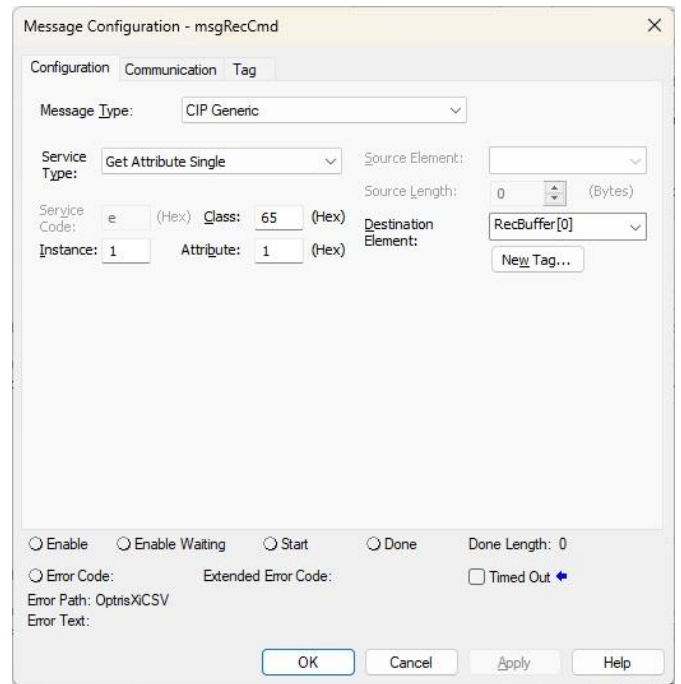 Message Configuration - msgRecCmd
Configuration Communication Tag
Message Type: CIP Generic
Service Type: Get Attribute Single
Source Element:
Source Length: 0 (Bytes)
Service Code: e (Hex) Class: 65 (Hex)
Destination Element: RecBuffer[0]
Instance: 1 Attribute: 1 (Hex)
New Tag...
Enable Enable Waiting Start Done Done Length: 0
Error Code: Extended Error Code: Timed Out
Error Path: OptrisXiCSV
Error Text:
OK Cancel Apply Help